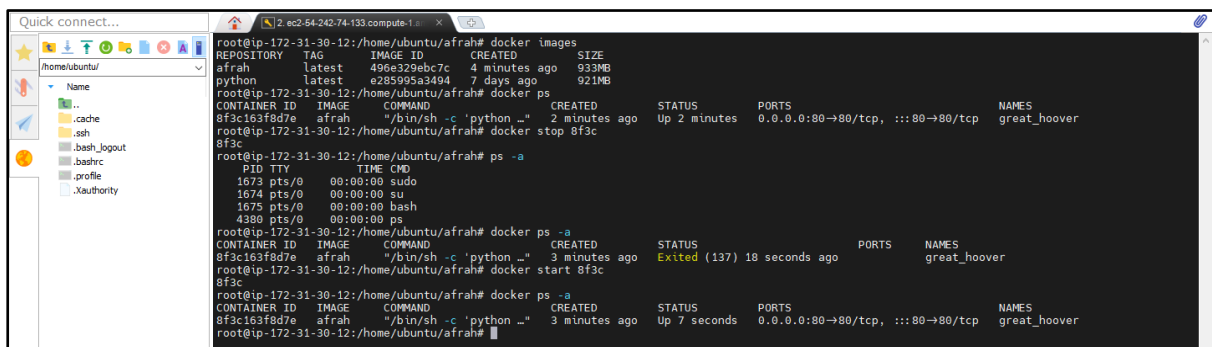 Quick connect...
2. ec2-54-242-74-133.compute-1.a
/home/ubuntu/
Name
..
.cache
.ssh
.bash_logout
.bashrc
.profile
.Xauthority
root@ip-172-31-30-12:/home/ubuntu/afrah# docker images
REPOSITORY TAG IMAGE ID CREATED SIZE
afrah latest 496e329ebc7c 4 minutes ago 933MB
python latest e285995a3494 7 days ago 921MB
root@ip-172-31-30-12:/home/ubuntu/afrah# docker ps
CONTAINER ID IMAGE COMMAND CREATED STATUS PORTS NAMES
8f3c163f8d7e afrah "/bin/sh -c 'python …" 2 minutes ago Up 2 minutes 0.0.0.0:80→80/tcp, :::80→80/tcp great_hoover
root@ip-172-31-30-12:/home/ubuntu/afrah# docker stop 8f3c
8f3c
root@ip-172-31-30-12:/home/ubuntu/afrah# ps -a
PID TTY TIME CMD
1673 pts/0 00:00:00 sudo
1674 pts/0 00:00:00 su
1675 pts/0 00:00:00 bash
4380 pts/0 00:00:00 ps
root@ip-172-31-30-12:/home/ubuntu/afrah# docker ps -a
CONTAINER ID IMAGE COMMAND CREATED STATUS PORTS NAMES
8f3c163f8d7e afrah "/bin/sh -c 'python …" 3 minutes ago Exited (137) 18 seconds ago great_hoover
root@ip-172-31-30-12:/home/ubuntu/afrah# docker start 8f3c
8f3c
root@ip-172-31-30-12:/home/ubuntu/afrah# docker ps -a
CONTAINER ID IMAGE COMMAND CREATED STATUS PORTS NAMES
8f3c163f8d7e afrah "/bin/sh -c 'python …" 3 minutes ago Up 7 seconds 0.0.0.0:80→80/tcp, :::80→80/tcp great_hoover
root@ip-172-31-30-12:/home/ubuntu/afrah#